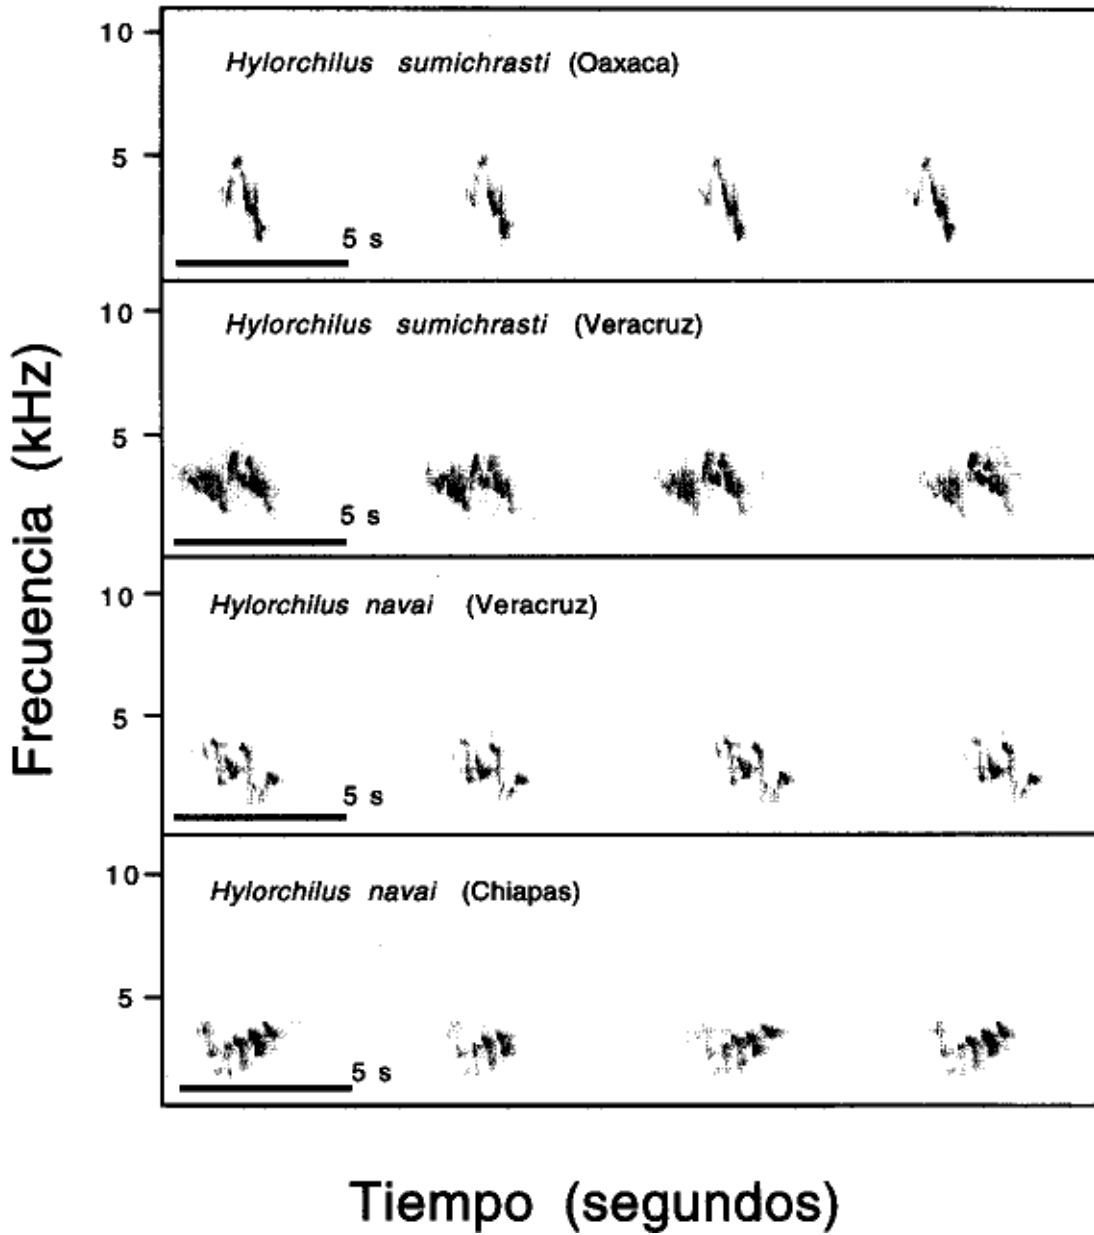 10
Hylorchilus sumichrasti (Oaxaca)
5
5 s
10
Hylorchilus sumichrasti (Veracruz)
5
5 s
10
Hylorchilus navai (Veracruz)
5
5 s
10
Hylorchilus navai (Chiapas)
5
5 s
Frecuencia (kHz)
Tiempo (segundos)